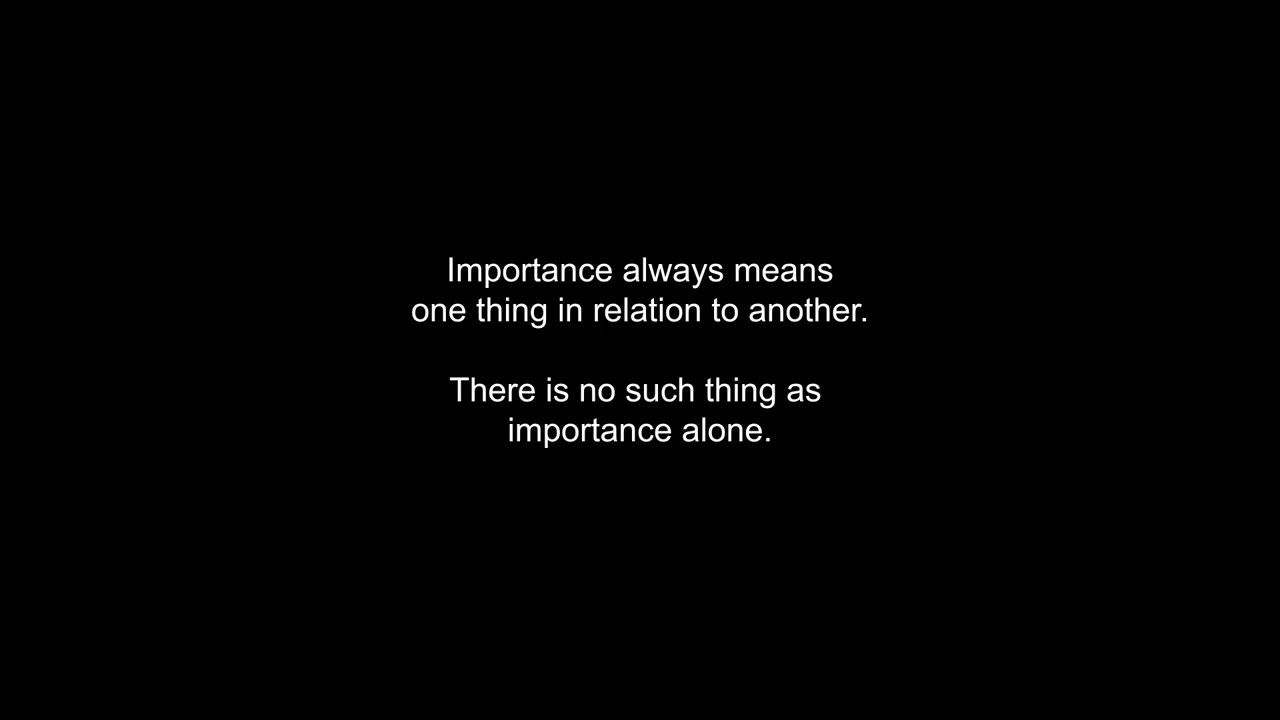 Importance always means
one thing in relation to another.
There is no such thing as
importance alone.